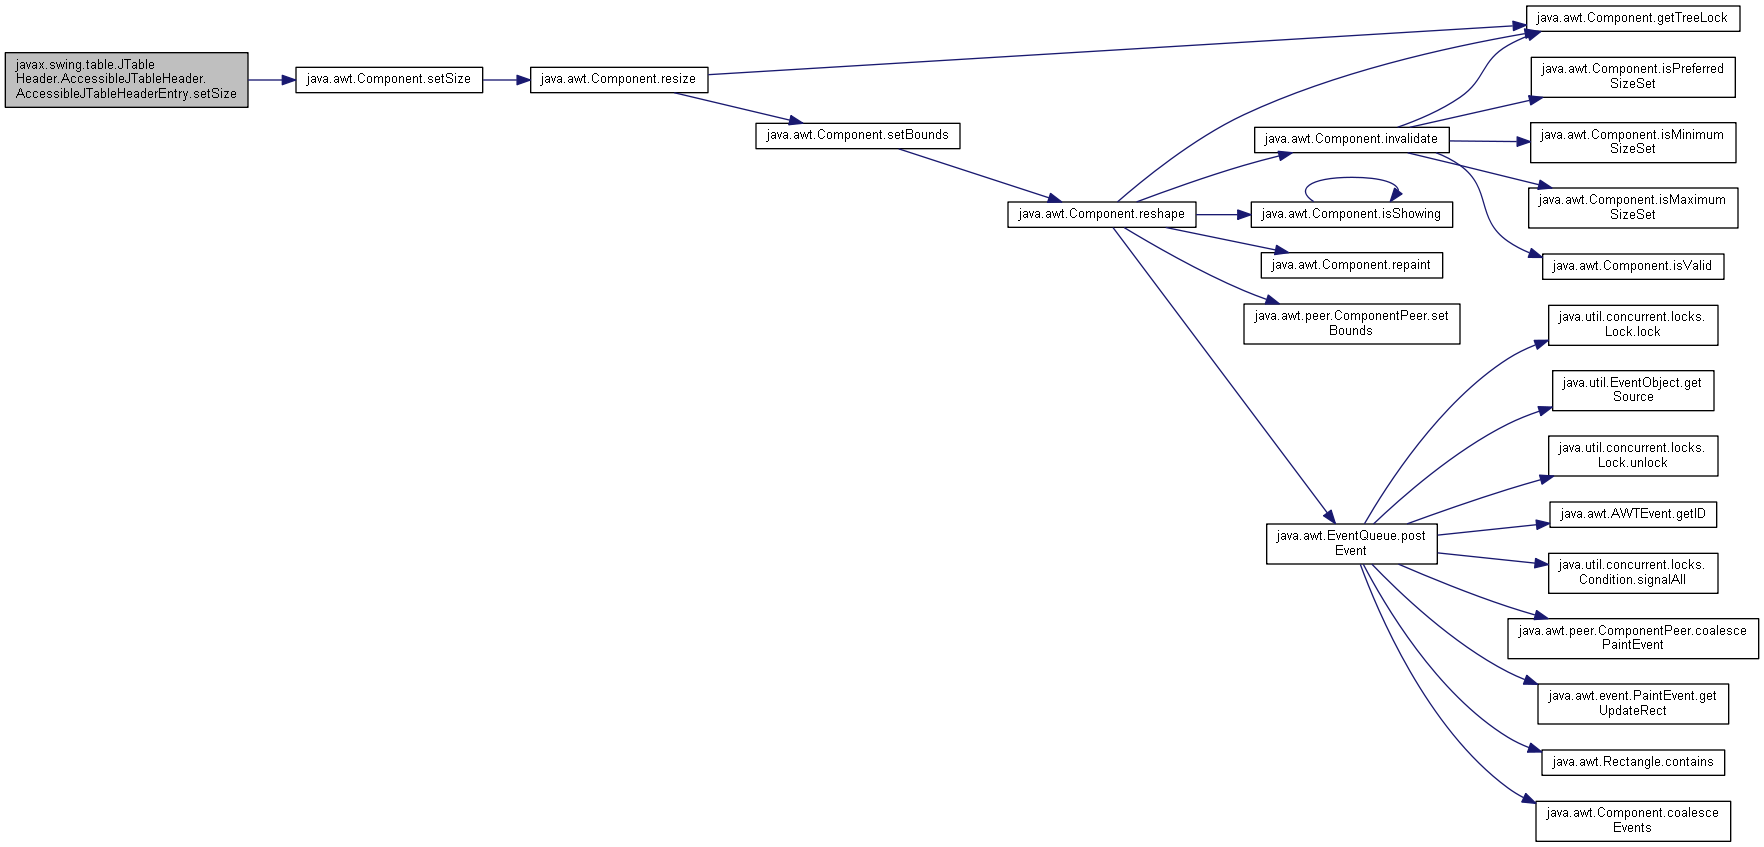 javax.swing.table.JTable
Header.AccessibleJTableHeader.
AccessibleJTableHeaderEntry.setSize
java.awt.Component.setSize
java.awt.Component.resize
java.awt.Component.setBounds
java.awt.Component.reshape
java.awt.Component.getTreeLock
java.awt.Component.isPreferred
SizeSet
java.awt.Component.invalidate
java.awt.Component.isMinimum
SizeSet
java.awt.Component.isMaximum
SizeSet
java.awt.Component.isShowing
java.awt.Component.repaint
java.awt.Component.isValid
java.awt.peer.ComponentPeer.set
Bounds
java.util.concurrent.locks.
Lock.lock
java.util.EventObject.get
Source
java.util.concurrent.locks.
Lock.unlock
java.awt.AWTEvent.getID
java.awt.EventQueue.post
Event
java.util.concurrent.locks.
Condition.signalAll
java.awt.peer.ComponentPeer.coalesce
PaintEvent
java.awt.event.PaintEvent.get
UpdateRect
java.awt.Rectangle.contains
java.awt.Component.coalesce
Events